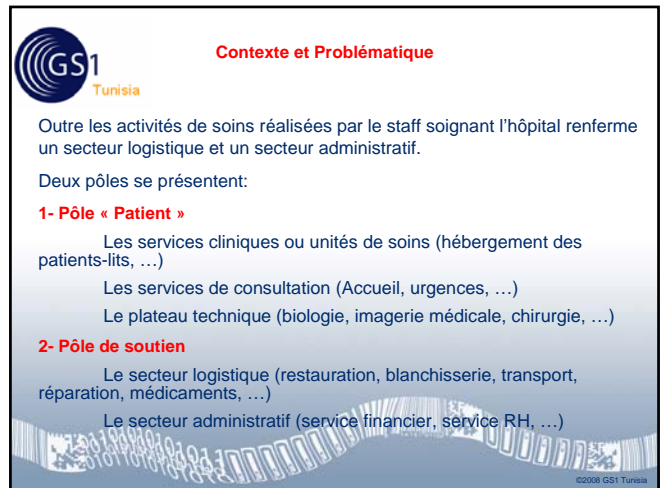 GS1
Tunisia
Contexte et Problématique
Outre les activités de soins réalisées par le staff soignant l’hôpital renferme
un secteur logistique et un secteur administratif.
Deux pôles se présentent:
1- Pôle « Patient »
Les services cliniques ou unités de soins (hébergement des
patients-lits, …)
Les services de consultation (Accueil, urgences, …)
Le plateau technique (biologie, imagerie médicale, chirurgie, …)
2- Pôle de soutien
Le secteur logistique (restauration, blanchisserie, transport,
réparation, médicaments, …)
Le secteur administratif (service financier, service RH, …)
©2008 GS1 Tunisia